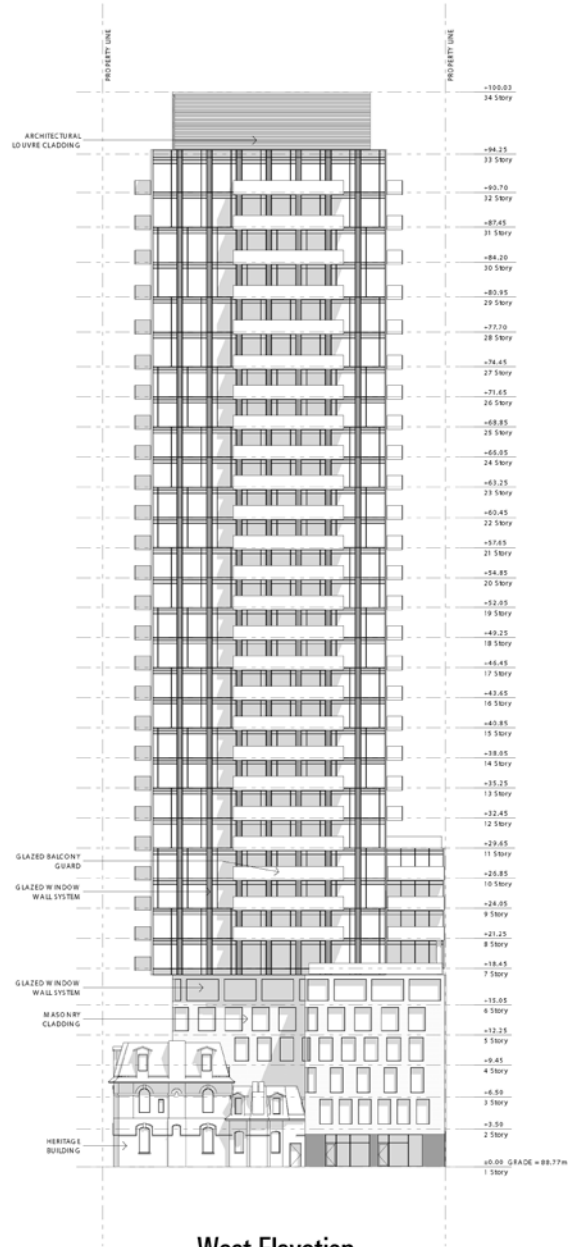 PROPERTY LINE
PROPERTY LINE
+100.03
34 Story
ARCHITECTURAL
LOUVRE CLADDING
+94.25
33 Story
+90.70
32 Story
+87.45
31 Story
+84.20
30 Story
+80.95
29 Story
+77.70
28 Story
+74.45
27 Story
+71.65
26 Story
+68.85
25 Story
+66.05
24 Story
+63.25
23 Story
+60.45
22 Story
+57.65
21 Story
+54.85
20 Story
+52.05
19 Story
+49.25
18 Story
+46.45
17 Story
+43.65
16 Story
+40.85
15 Story
+38.05
14 Story
+35.25
13 Story
+32.45
12 Story
+29.65
11 Story
GLAZED BALCONY
GUARD
+26.85
10 Story
GLAZED WINDOW
WALL SYSTEM
+24.05
9 Story
+21.25
8 Story
+18.45
7 Story
GLAZED WINDOW
WALL SYSTEM
+15.05
6 Story
MASONRY
CLADDING
+12.25
5 Story
+9.45
4 Story
+6.50
3 Story
+3.50
2 Story
HERITAGE
BUILDING
±0.00 GRADE = 88.77m
1 Story
West Elevation